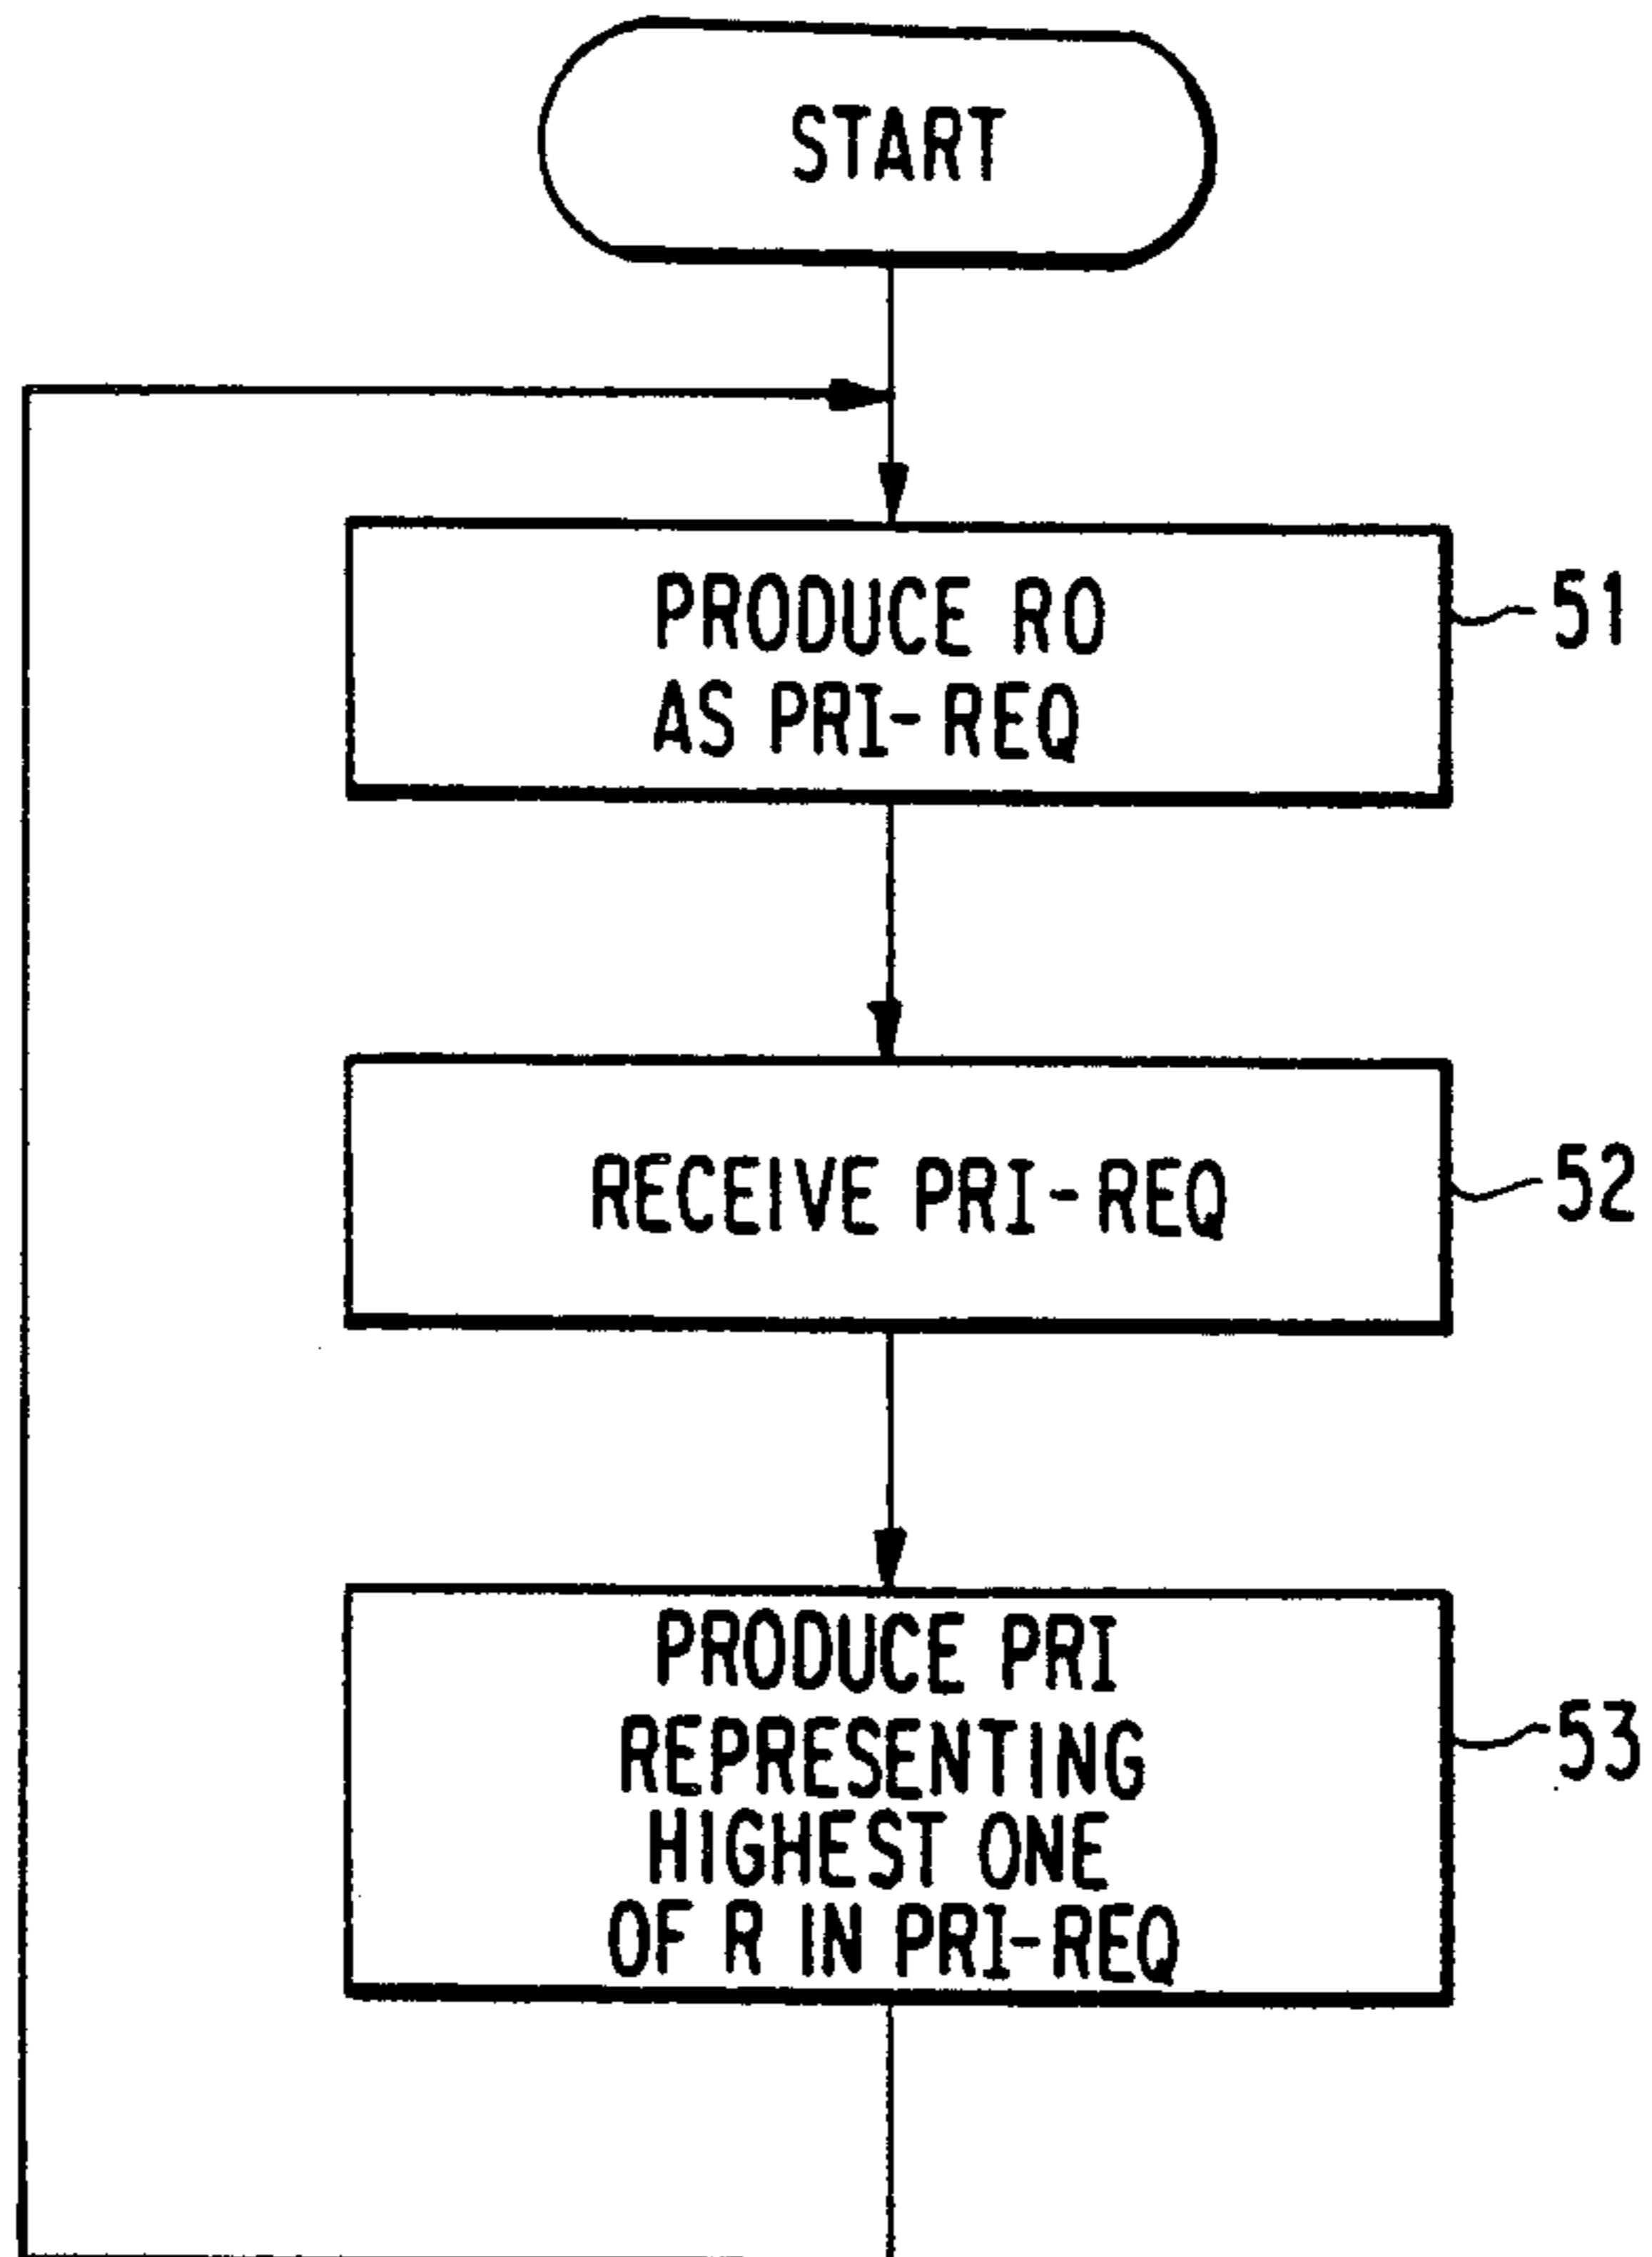 START
PRODUCE RO
AS PRI-REQ
51
RECEIVE PRI-REQ
52
PRODUCE PRI
REPRESENTING
HIGHEST ONE
OF R IN PRI-REQ
53